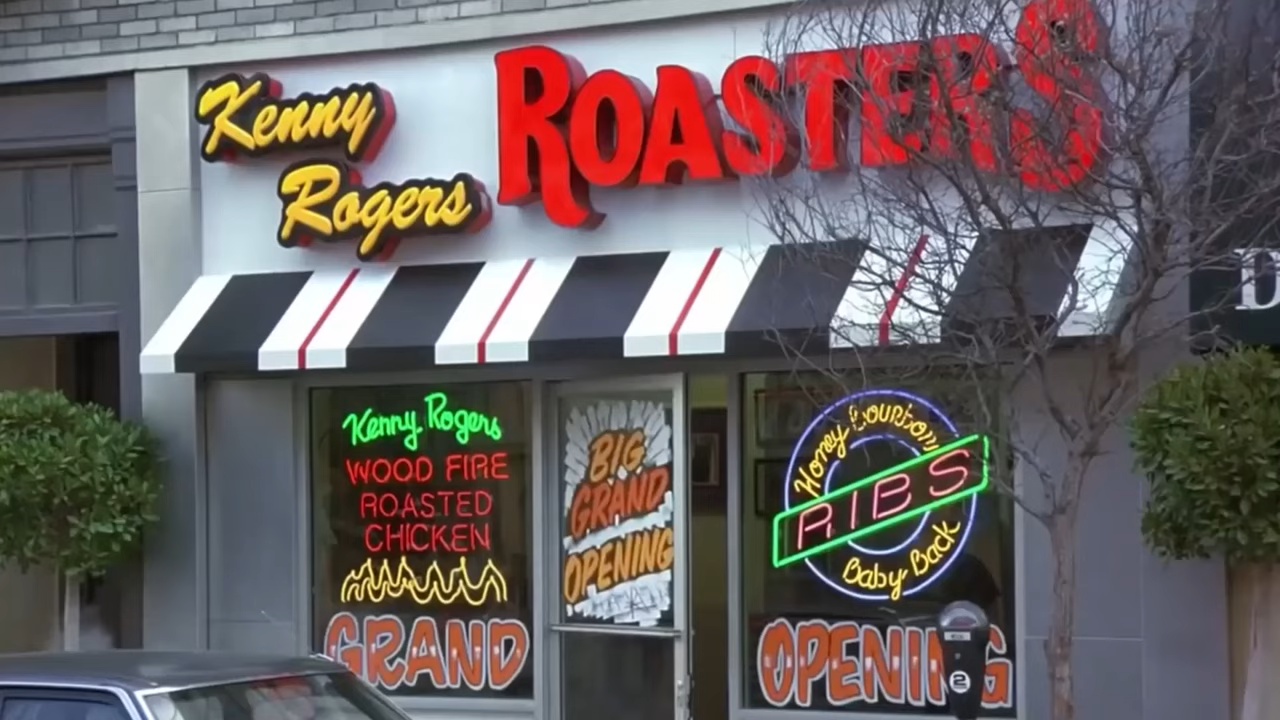 Kenny
Rogers
ROASTERS
D
Kenny Rogers
WOOD FIRE
ROASTED
CHICKEN
BIG
GRAND
OPENING
Honey Bourbon
RIBS
Baby-Back
GRAND
OPENING
2